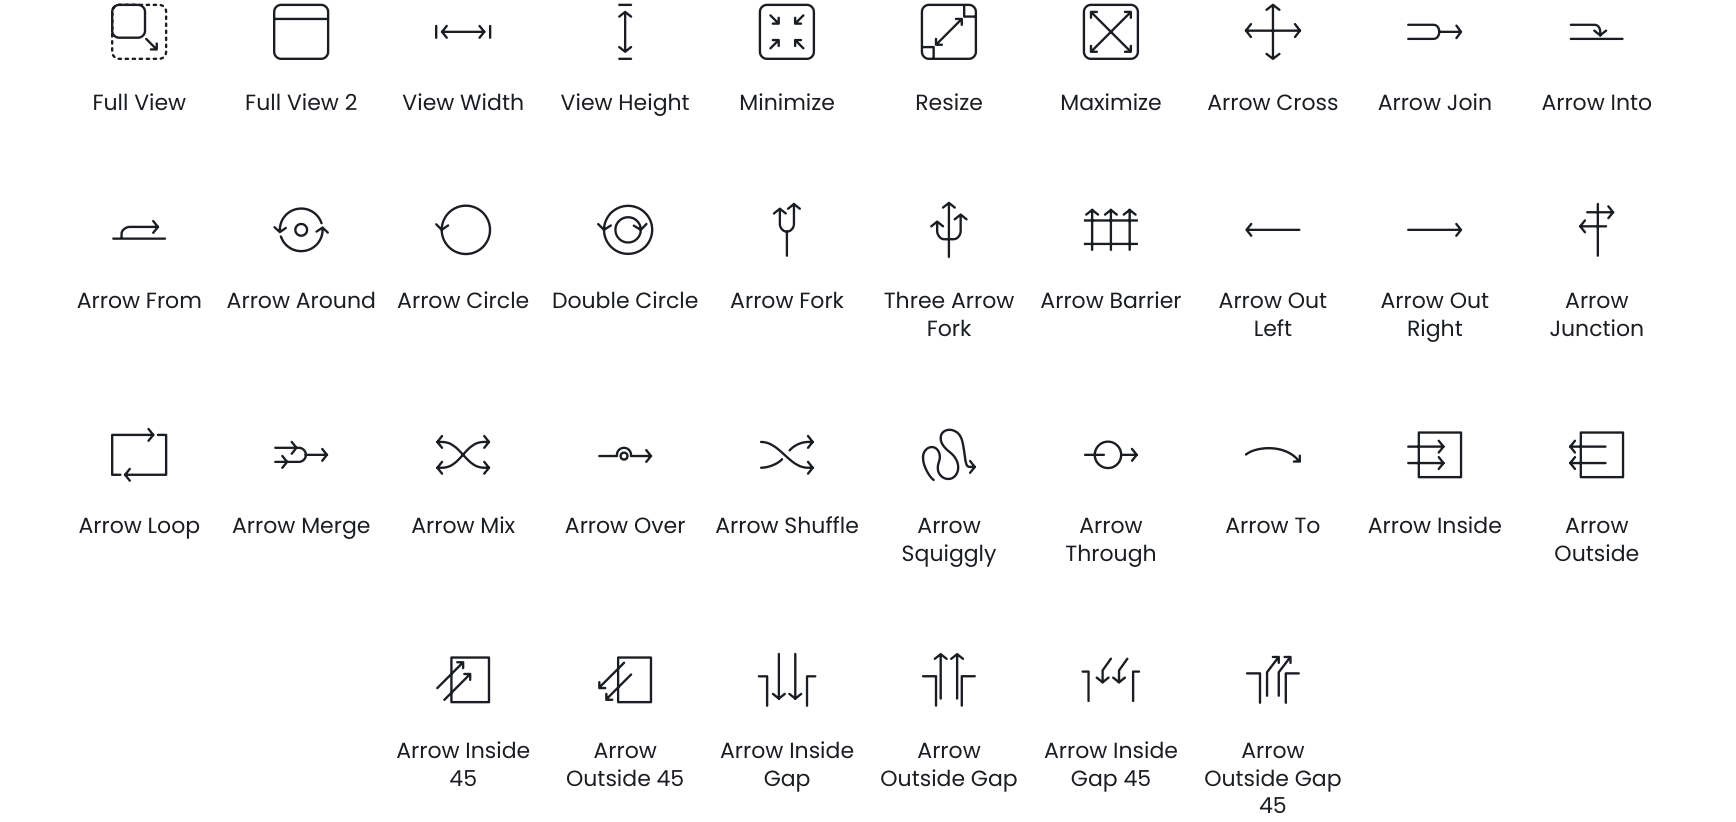 Full View
Full View 2
View Width
View Height
Minimize
Resize
Maximize
Arrow Cross
Arrow Join
Arrow Into
Arrow From
Arrow Around
Arrow Circle
Double Circle
Arrow Fork
Three Arrow
Fork
Arrow Barrier
Arrow Out
Left
Arrow Out
Right
Arrow
Junction
Arrow Loop
Arrow Merge
Arrow Mix
Arrow Over
Arrow Shuffle
Arrow
Squiggly
Arrow
Through
Arrow To
Arrow Inside
Arrow
Outside
Arrow Inside
45
Arrow
Outside 45
Arrow Inside
Gap
Arrow
Outside Gap
Arrow Inside
Gap 45
Arrow
Outside Gap
45